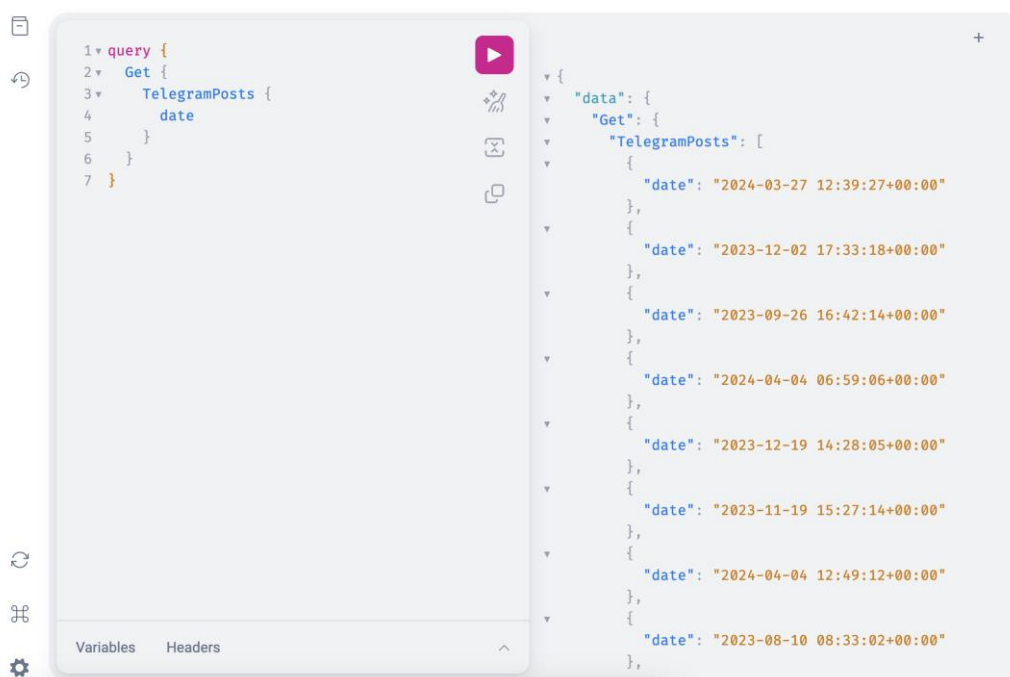 1 query {
2 Get {
3 TelegramPosts {
4 date
5 }
6 }
7 }
Variables Headers
{
"data": {
"Get": {
"TelegramPosts": [
{
"date": "2024-03-27 12:39:27+00:00"
},
{
"date": "2023-12-02 17:33:18+00:00"
},
{
"date": "2023-09-26 16:42:14+00:00"
},
{
"date": "2024-04-04 06:59:06+00:00"
},
{
"date": "2023-12-19 14:28:05+00:00"
},
{
"date": "2023-11-19 15:27:14+00:00"
},
{
"date": "2024-04-04 12:49:12+00:00"
},
{
"date": "2023-08-10 08:33:02+00:00"
},